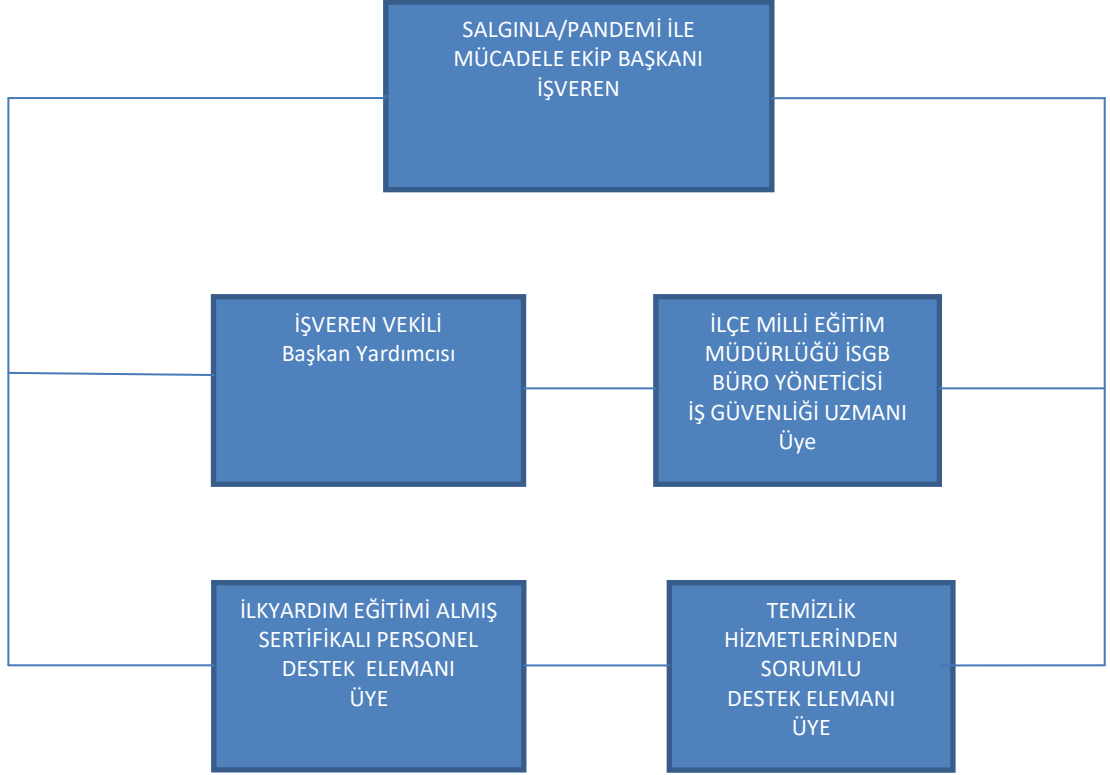 SALGINLA/PANDEMİ İLE
MÜCADELE EKİP BAŞKANI
İŞVEREN
İŞVEREN VEKİLİ
Başkan Yardımcısı
İLÇE MİLLİ EĞİTİM
MÜDÜRLÜĞÜ İSGB
BÜRO YÖNETİCİSİ
İŞ GÜVENLİĞİ UZMANI
Üye
İLKYARDIM EĞİTİMİ ALMIŞ
SERTİFİKALI PERSONEL
DESTEK ELEMANI
ÜYE
TEMİZLİK
HİZMETLERİNDEN
SORUMLU
DESTEK ELEMANI
ÜYE